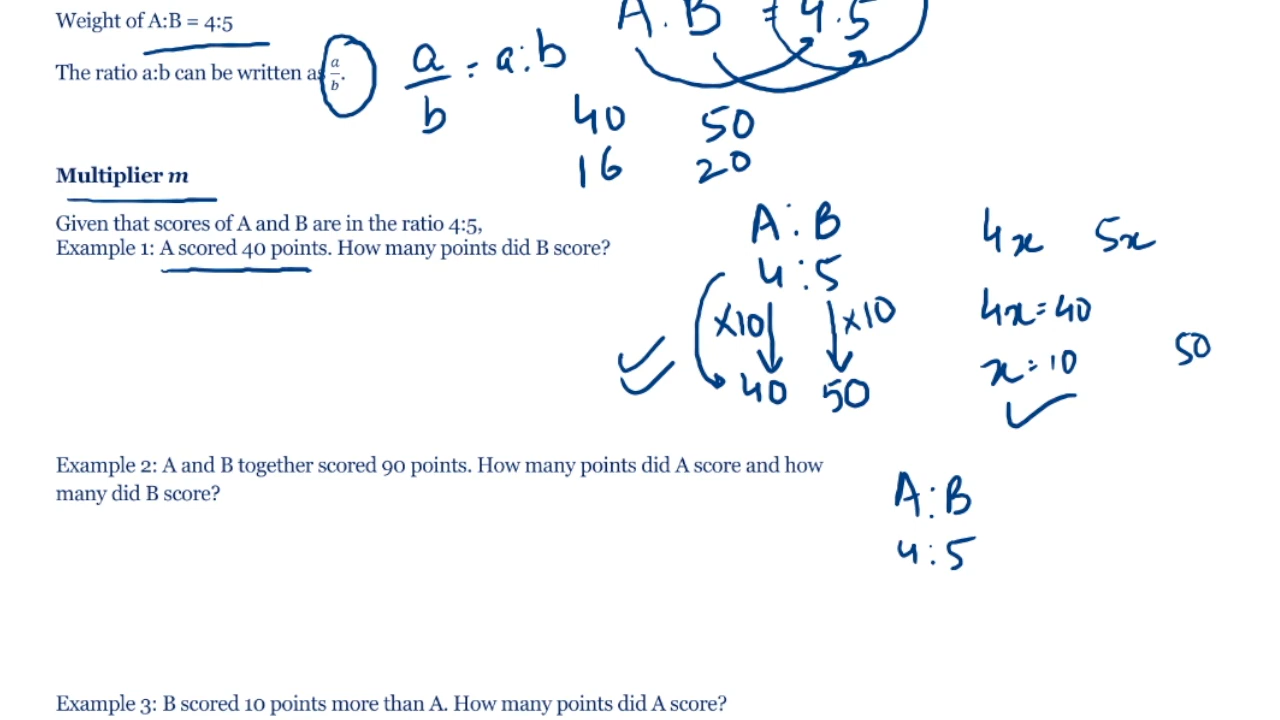 Weight of A:B = 4:5
A : B = 4:5
The ratio a:b can be written as a/b.
a/b = a:b
40 50
16 20
Multiplier m
Given that scores of A and B are in the ratio 4:5,
Example 1: A scored 40 points. How many points did B score?
A : B
4 : 5
×10 ×10
40 50
4x 5x
4x = 40
x = 10
50
Example 2: A and B together scored 90 points. How many points did A score and how
many did B score?
A : B
4 : 5
Example 3: B scored 10 points more than A. How many points did A score?